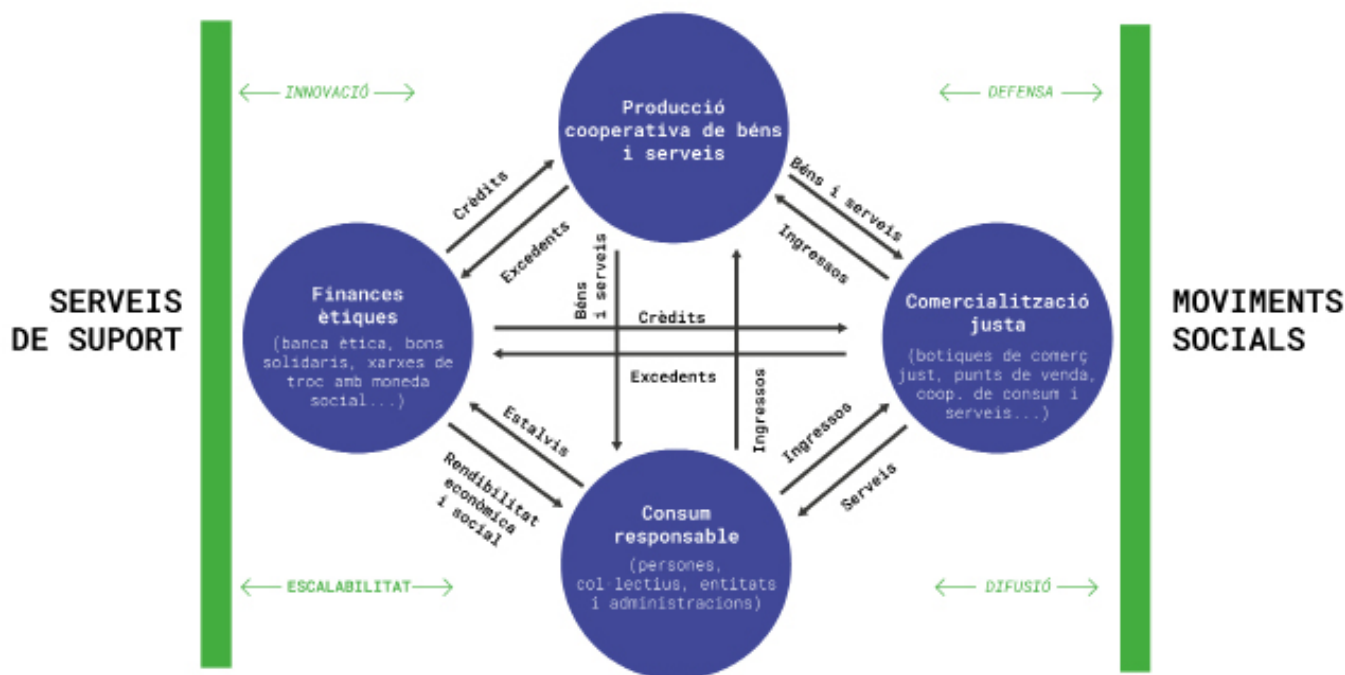 INNOVACIÓ
DEFENSA
Producció
cooperativa de béns
i serveis
Crèdits
Excedents
Béns
i serveis
Béns i serveis
Ingressos
SERVEIS
DE SUPORT
Finances
ètiques
(banca ètica, bons
solidaris, xarxes de
troc amb moneda
social...)
Crèdits
Excedents
Comercialització
justa
(botiques de comerç
just, punts de venda,
coop. de consum i
serveis...)
MOVIMENTS
SOCIALS
Estalvis
Rendibilitat
econòmica
i social
Ingressos
Ingressos
Serveis
Consum
responsable
(persones,
col·lectius, entitats
i administracions)
ESCALABILITAT
DIFUSIÓ